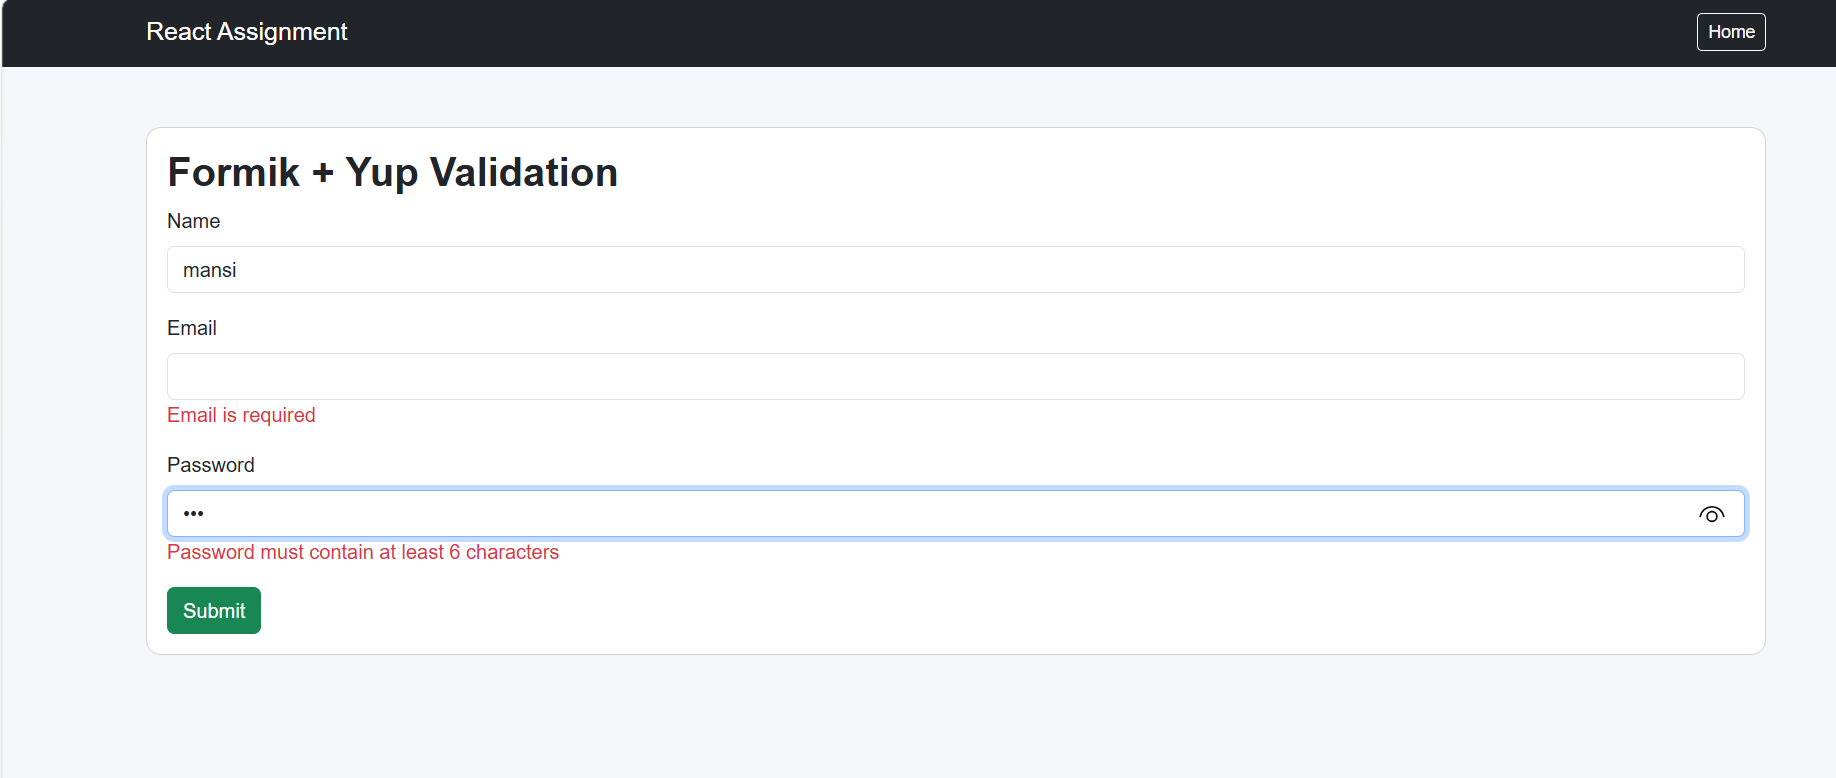 React Assignment
Home
Formik + Yup Validation
Name
mansi
Email
Email is required
Password
•••
Password must contain at least 6 characters
Submit